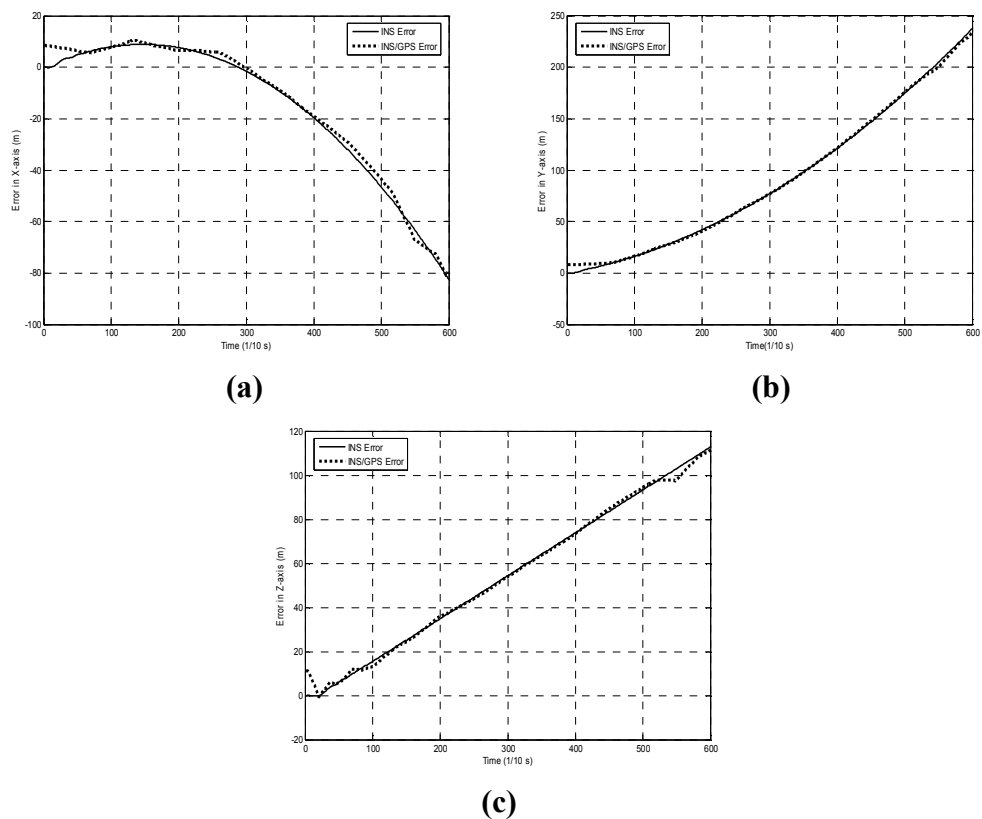 20
0
-20
-40
-60
-80
-100
0 100 200 300 400 500 600
Error in X-axis (m)
Time (1/10 s)
INS Error
INS/GPS Error
(a)
250
200
150
100
50
0
-50
0 100 200 300 400 500 600
Error in Y-axis (m)
Time(1/10 s)
INS Error
INS/GPS Error
(b)
120
100
80
60
40
20
0
-20
0 100 200 300 400 500 600
Error in Z-axis (m)
Time (1/10 s)
INS Error
INS/GPS Error
(c)